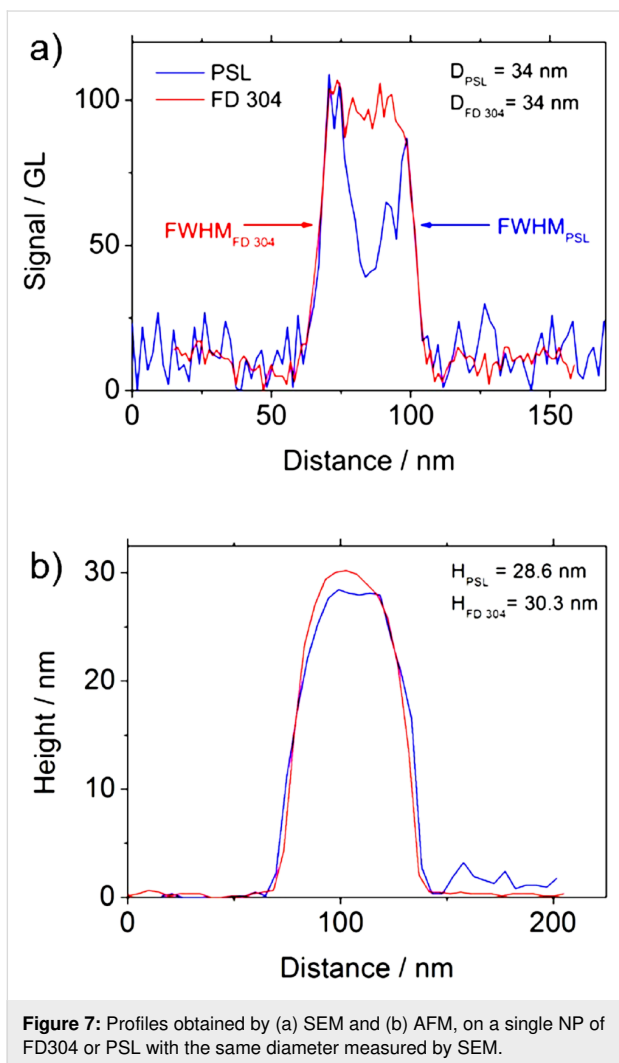 a)
PSL
FD 304
D_PSL = 34 nm
D_FD 304 = 34 nm
100
50
0
Signal / GL
FWHM_FD 304
FWHM_PSL
0 50 100 150
Distance / nm
b)
H_PSL = 28.6 nm
H_FD 304 = 30.3 nm
30
20
10
0
Height / nm
0 100 200
Distance / nm
Figure 7: Profiles obtained by (a) SEM and (b) AFM, on a single NP of
FD304 or PSL with the same diameter measured by SEM.